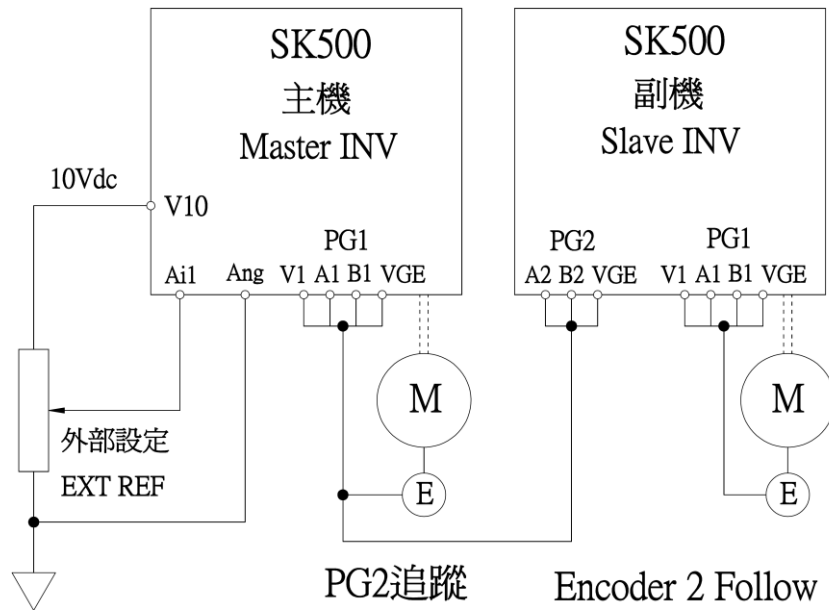 SK500
主機
Master INV
10Vdc
V10
PG1
Ai1 Ang V1 A1 B1 VGE
M
E
外部設定
EXT REF
SK500
副機
Slave INV
PG2 PG1
A2 B2 VGE V1 A1 B1 VGE
M
E
PG2追蹤 Encoder 2 Follow